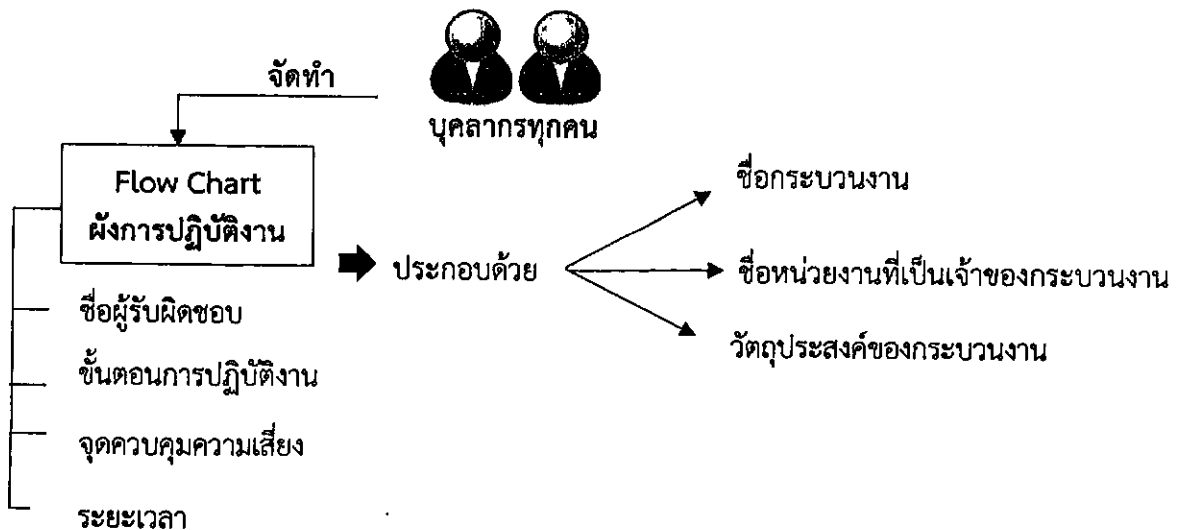 จัดทำ
บุคลากรทุกคน
Flow Chart
ผังการปฏิบัติงาน
ประกอบด้วย
ชื่อกระบวนงาน
ชื่อหน่วยงานที่เป็นเจ้าของกระบวนงาน
วัตถุประสงค์ของกระบวนงาน
ชื่อผู้รับผิดชอบ
ขั้นตอนการปฏิบัติงาน
จุดควบคุมความเสี่ยง
ระยะเวลา